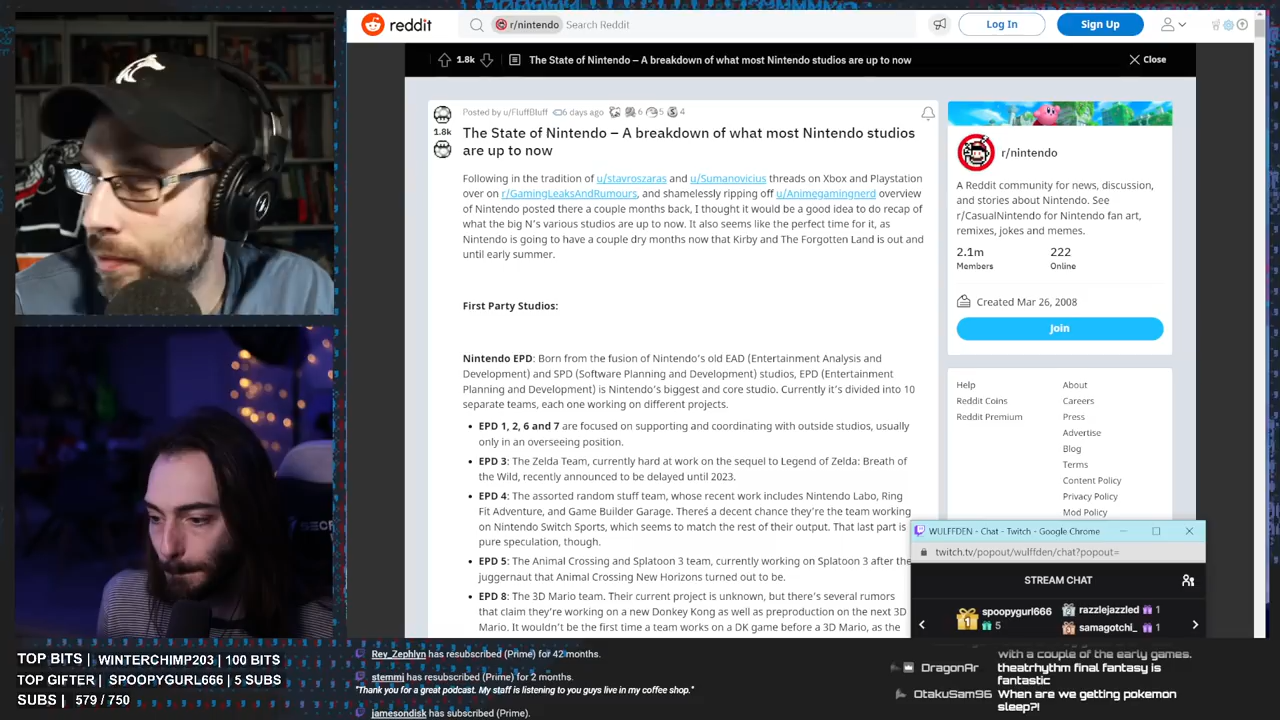 reddit
r/nintendo
Search Reddit
Log In
Sign Up
1.8k
The State of Nintendo – A breakdown of what most Nintendo studios are up to now
Close
Posted by u/FluffBluff
6 days ago
6
5
4
1.8k
The State of Nintendo – A breakdown of what most Nintendo studios
are up to now
Following in the tradition of u/stavroszaras and u/Sumanovicius threads on Xbox and Playstation
over on r/GamingLeaksAndRumours, and shamelessly ripping off u/Animegamingnerd overview
of Nintendo posted there a couple months back, I thought it would be a good idea to do recap of
what the big N's various studios are up to now. It also seems like the perfect time for it, as
Nintendo is going to have a couple dry months now that Kirby and The Forgotten Land is out and
until early summer.
First Party Studios:
Nintendo EPD: Born from the fusion of Nintendo's old EAD (Entertainment Analysis and
Development) and SPD (Software Planning and Development) studios, EPD (Entertainment
Planning and Development) is Nintendo's biggest and core studio. Currently it's divided into 10
separate teams, each one working on different projects.
• EPD 1, 2, 6 and 7 are focused on supporting and coordinating with outside studios, usually
only in an overseeing position.
• EPD 3: The Zelda Team, currently hard at work on the sequel to Legend of Zelda: Breath of
the Wild, recently announced to be delayed until 2023.
• EPD 4: The assorted random stuff team, whose recent work includes Nintendo Labo, Ring
Fit Adventure, and Game Builder Garage. Thereś a decent chance they're the team working
on Nintendo Switch Sports, which seems to match the rest of their output. That last part is
pure speculation, though.
• EPD 5: The Animal Crossing and Splatoon 3 team, currently working on Splatoon 3 after the
juggernaut that Animal Crossing New Horizons turned out to be.
• EPD 8: The 3D Mario team. Their current project is unknown, but there's several rumors
that claim they're working on a new Donkey Kong as well as preproduction on the next 3D
Mario. It wouldn't be the first time a team works on a DK game before a 3D Mario, as the
r/nintendo
A Reddit community for news, discussion,
and stories about Nintendo. See
r/CasualNintendo for Nintendo fan art,
remixes, jokes and memes.
2.1m
222
Members
Online
Created Mar 26, 2008
Join
Help
About
Reddit Coins
Careers
Reddit Premium
Press
Advertise
Blog
Terms
Content Policy
Privacy Policy
Mod Policy
WULFFDEN - Chat - Twitch - Google Chrome
twitch.tv/popout/wulffden/chat?popout=
STREAM CHAT
1
spoopygurl666
5
2
razzlejazzled
1
samagotchi_
1
TOP BITS | WINTERCHIMP203 | 100 BITS
TOP GIFTER | SPOOPYGURL666 | 5 SUBS
SUBS | 579 / 750
Rev_Zephlyn has resubscribed (Prime) for 42 months.
stemmj has resubscribed (Prime) for 2 months.
"Thank you for a great podcast. My staff is listening to you guys live in my coffee shop."
jamesondisk has subscribed (Prime).
with a couple of the early games.
DragonAr theatrhythm final fantasy is
fantastic
OtakuSam96 When are we getting pokemon
sleep?!